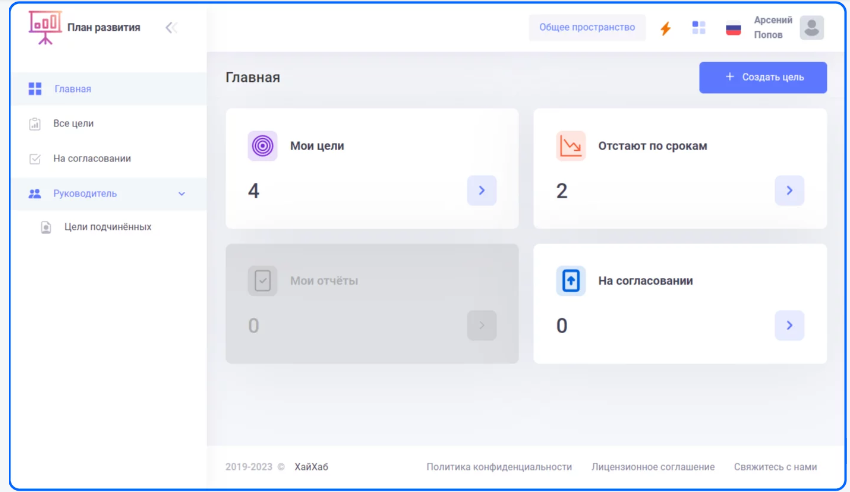 План развития
Общее пространство
Арсений
Попов
Главная
Все цели
На согласовании
Руководитель
Цели подчинённых
Главная
+ Создать цель
Мои цели
4
Отстают по срокам
2
Мои отчёты
0
На согласовании
0
2019-2023 © ХайХаб
Политика конфиденциальности
Лицензионное соглашение
Свяжитесь с нами